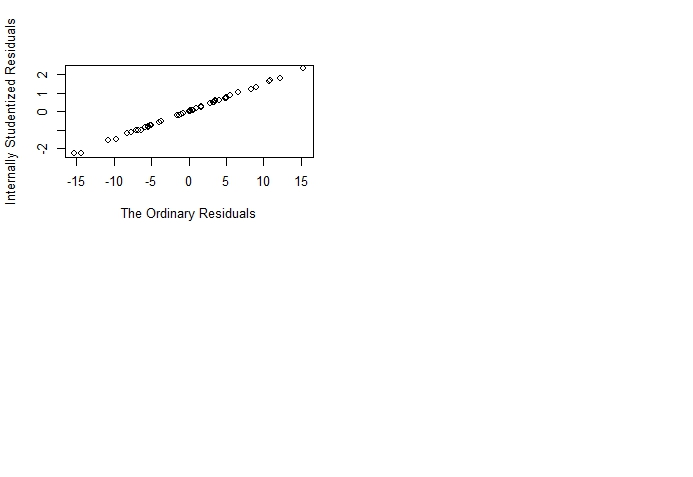 Internally Studentized Residuals
2
1
0
-2
-15 -10 -5 0 5 10 15
The Ordinary Residuals